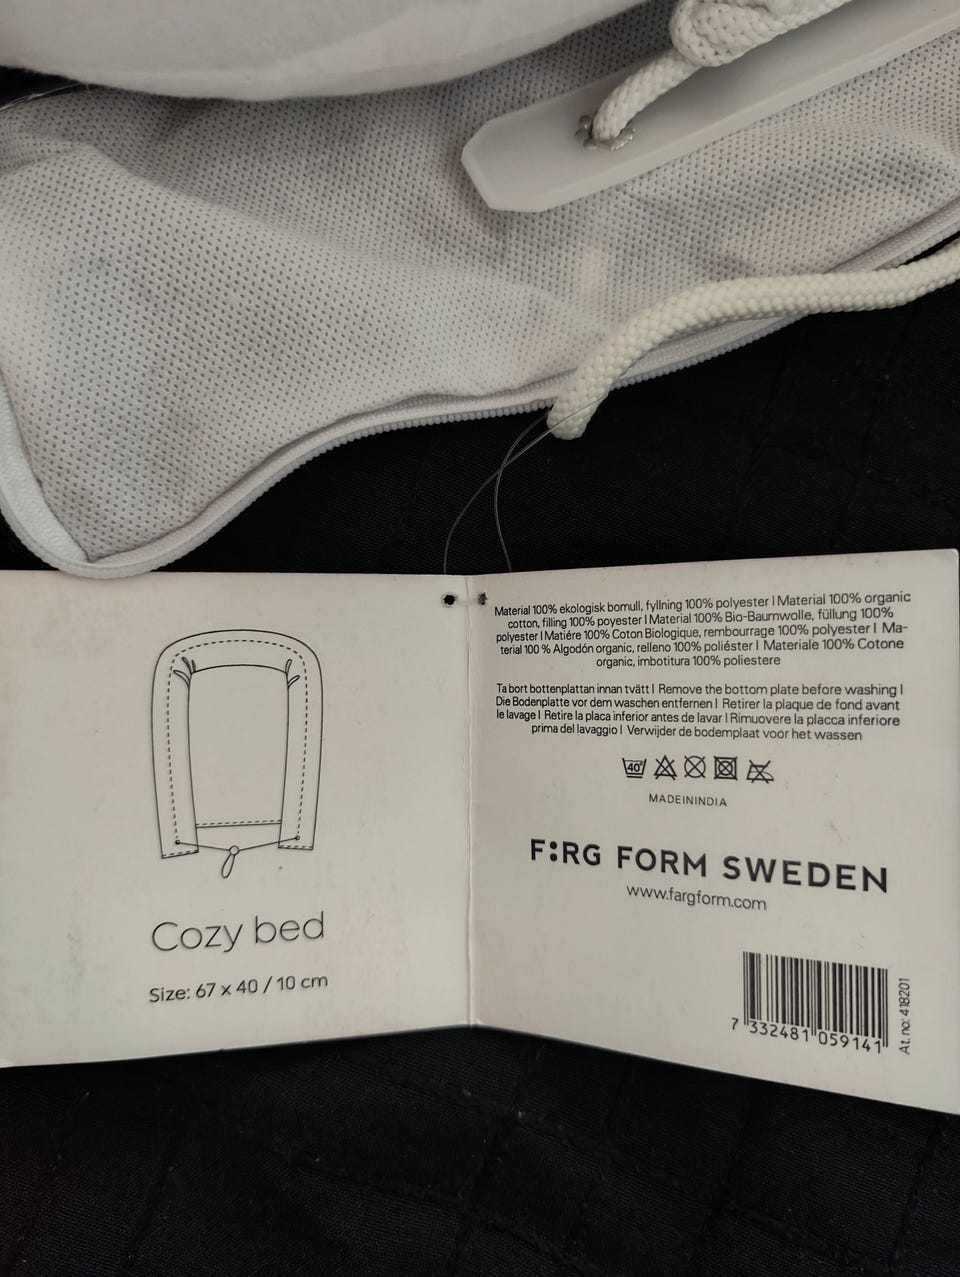 Cozy bed
Size: 67 x 40 / 10 cm
Material 100% ekologisk bomull, fyllning 100% polyester I Material 100% organic
cotton, filling 100% poyester I Material 100% Bio-Baumwolle, füllung 100%
polyester I Matiére 100% Coton Biologique, rembourrage 100% polyester I Ma-
terial 100 % Algodón organic, relleno 100% poliéster I Materiale 100% Cotone
organic, imbotitura 100% poliestere
Ta bort bottenplattan innan tvätt I Remove the bottom plate before washing I
Die Bodenplatte vor dem waschen entfernen I Retirer la plaque de fond avant
le lavage I Retire la placa inferior antes de lavar I Rimuovere la placca inferiore
prima del lavaggio I Verwijder de bodemplaat voor het wassen
40°
MADEININDIA
F:RG FORM SWEDEN
www.fargform.com
7 332481 059141
At. no: 418201